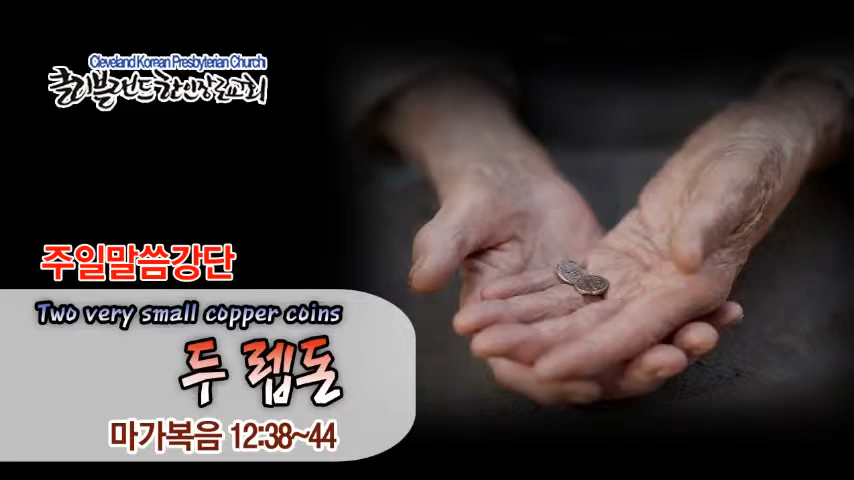 Cleveland Korean Presbyterian Church
클리블랜드한인장로교회
주일말씀강단
Two very small copper coins
두 렙돈
마가복음 12:38~44